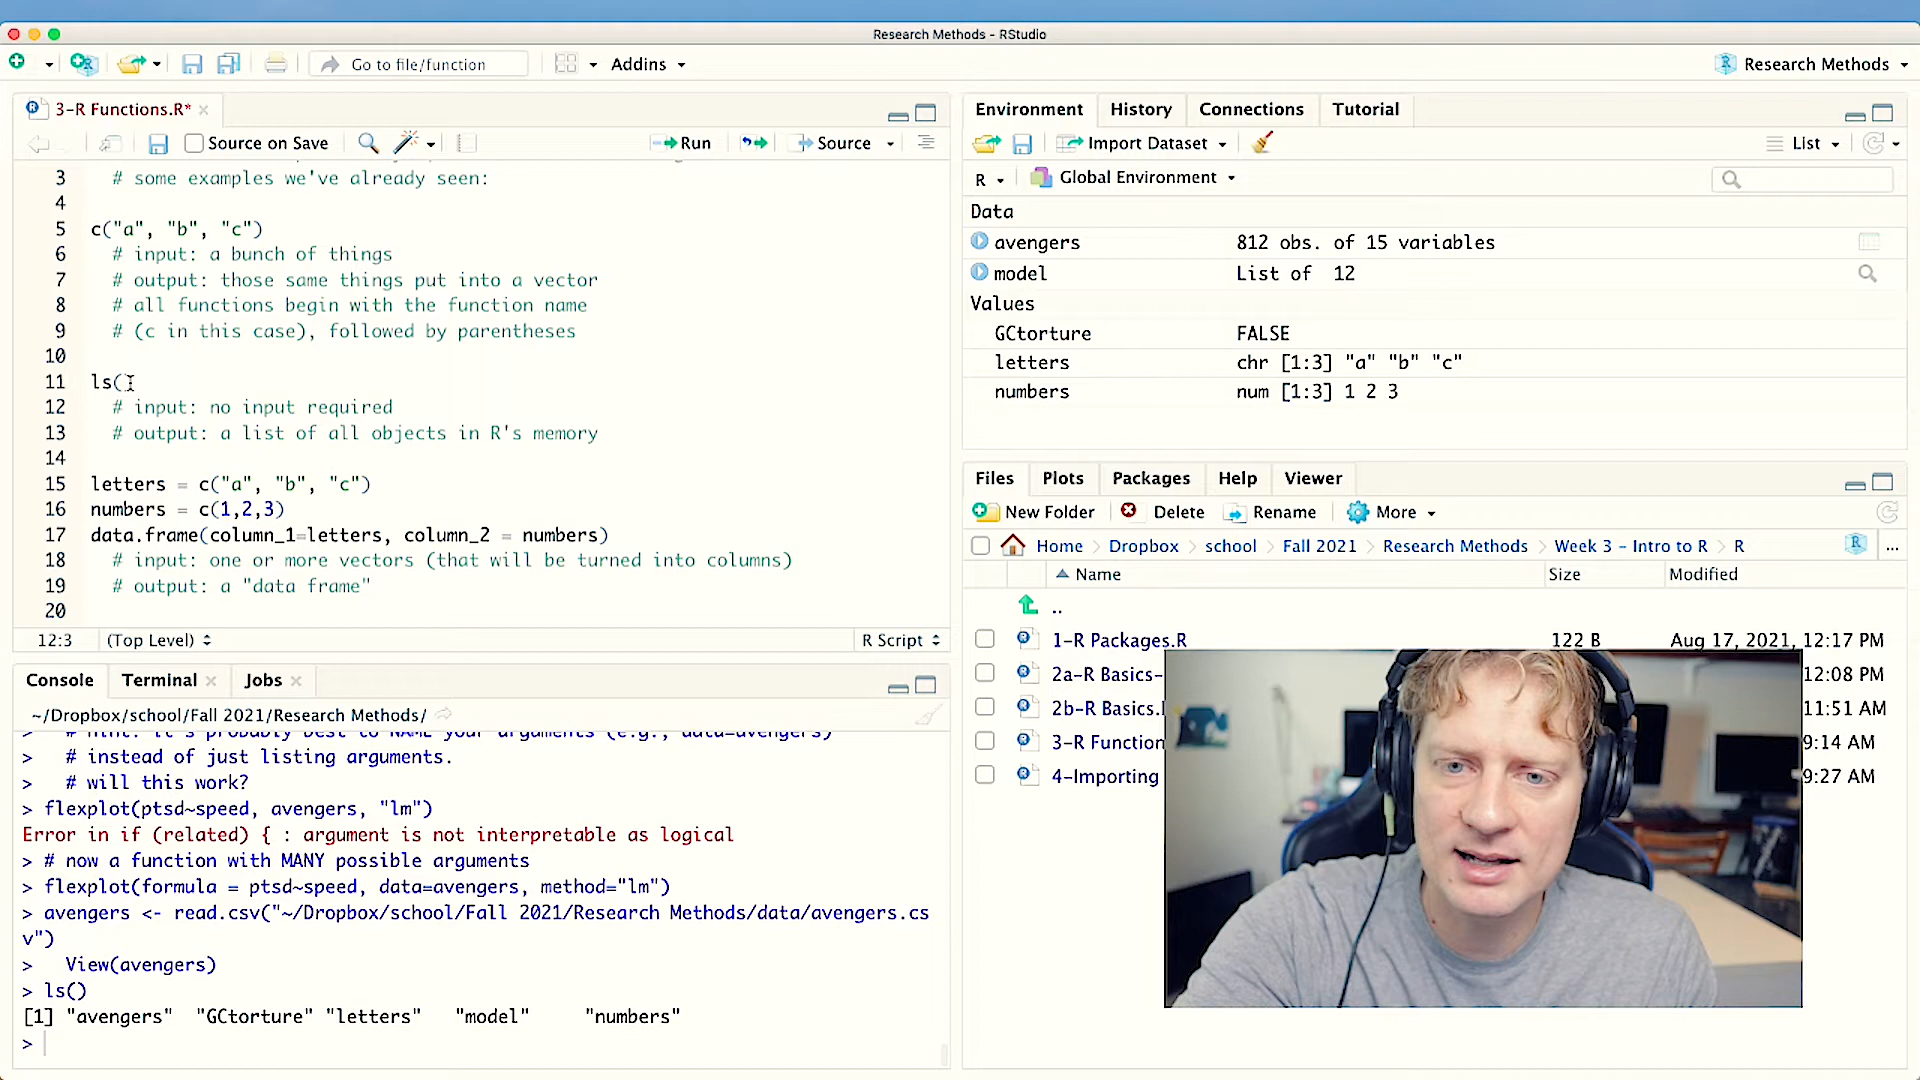 Research Methods - RStudio
Go to file/function
Addins
Research Methods
3-R Functions.R*
Source on Save
Run
Source
3 # some examples we've already seen:
4
5 c("a", "b", "c")
6 # input: a bunch of things
7 # output: those same things put into a vector
8 # all functions begin with the function name
9 # (c in this case), followed by parentheses
10
11 ls()
12 # input: no input required
13 # output: a list of all objects in R's memory
14
15 letters = c("a", "b", "c")
16 numbers = c(1,2,3)
17 data.frame(column_1=letters, column_2 = numbers)
18 # input: one or more vectors (that will be turned into columns)
19 # output: a "data frame"
20
12:3 (Top Level) R Script
Console Terminal Jobs
~/Dropbox/school/Fall 2021/Research Methods/
> # hint: it's probably best to NAME your arguments (e.g., data=avengers)
> # instead of just listing arguments.
> # will this work?
> flexplot(ptsd~speed, avengers, "lm")
Error in if (related) { : argument is not interpretable as logical
> # now a function with MANY possible arguments
> flexplot(formula = ptsd~speed, data=avengers, method="lm")
> avengers <- read.csv("~/Dropbox/school/Fall 2021/Research Methods/data/avengers.cs
v")
> View(avengers)
> ls()
[1] "avengers" "GCtorture" "letters" "model" "numbers"
>
Environment History Connections Tutorial
Import Dataset List
R Global Environment
Data
avengers 812 obs. of 15 variables
model List of 12
Values
GCtorture FALSE
letters chr [1:3] "a" "b" "c"
numbers num [1:3] 1 2 3
Files Plots Packages Help Viewer
New Folder Delete Rename More
Home Dropbox school Fall 2021 Research Methods Week 3 - Intro to R R ...
Name Size Modified
..
1-R Packages.R 122 B Aug 17, 2021, 12:17 PM
2a-R Basics- 12:08 PM
2b-R Basics. 11:51 AM
3-R Function 9:14 AM
4-Importing 9:27 AM